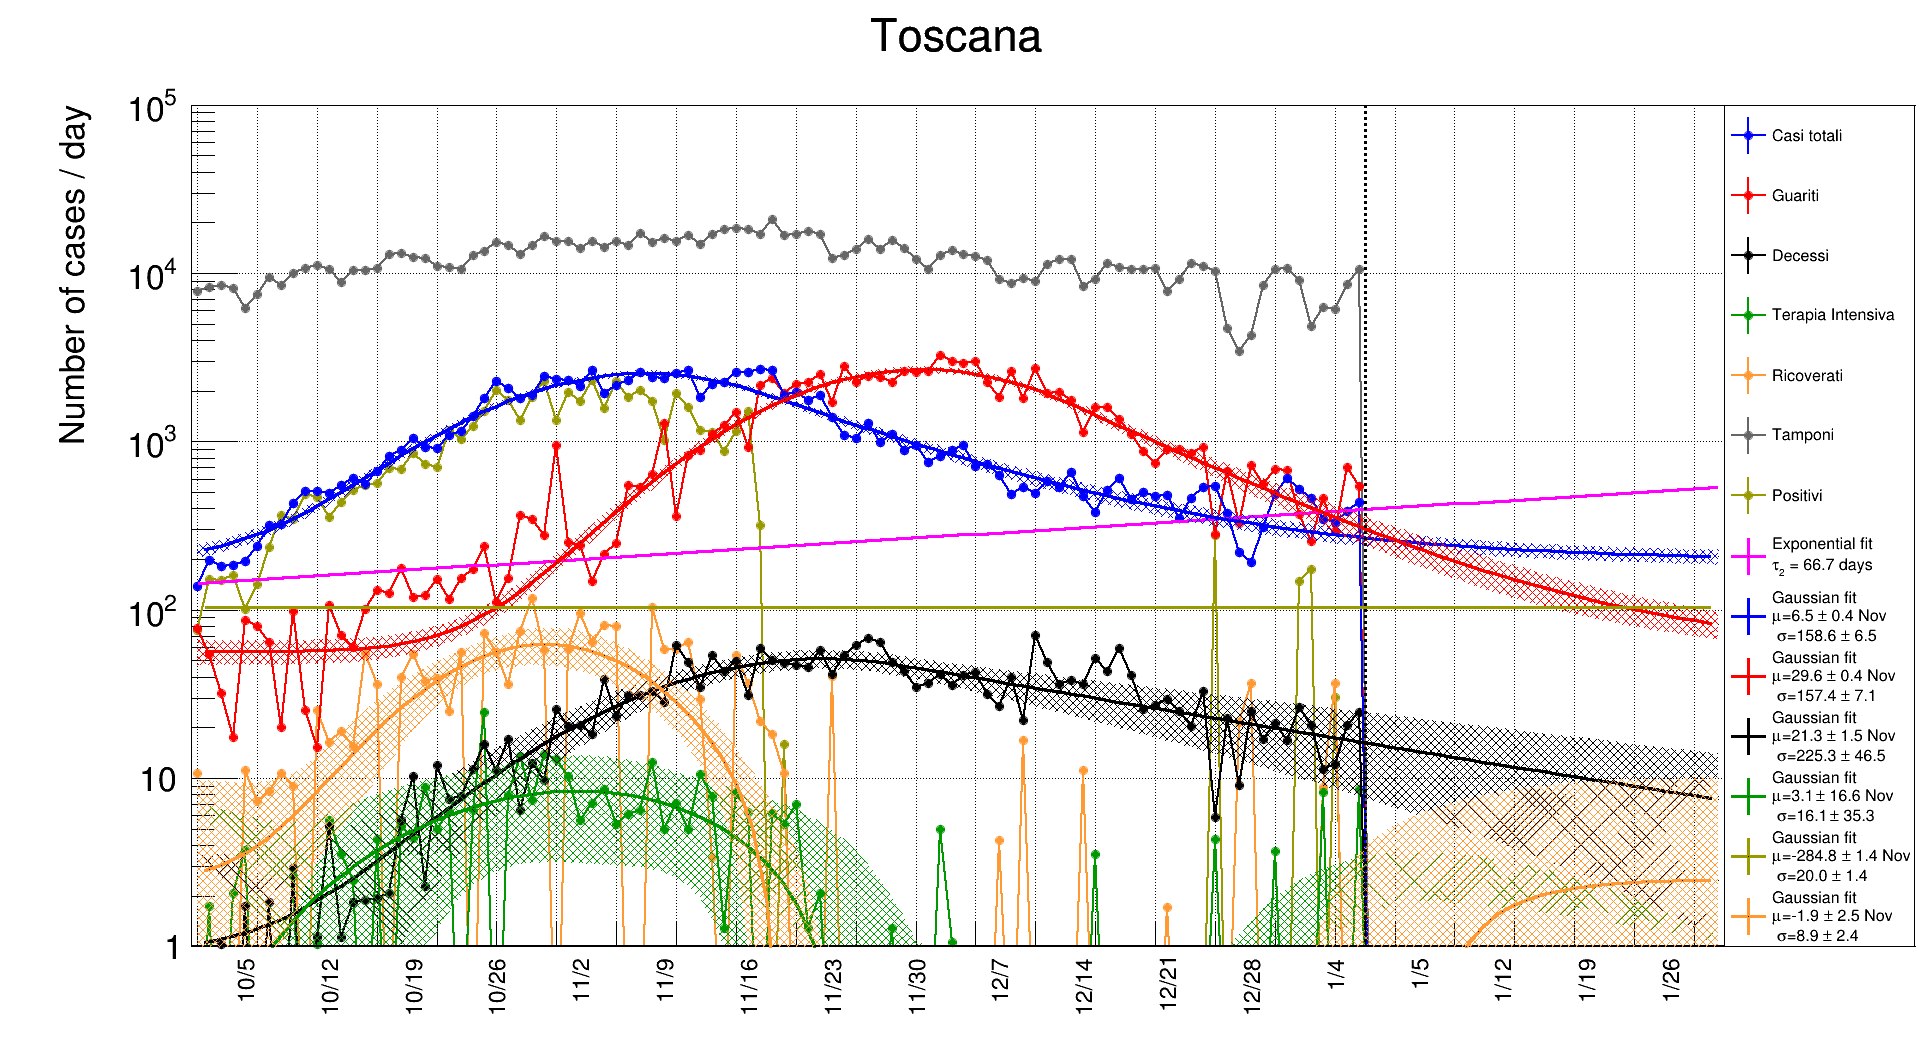 Toscana
Number of cases / day
10^5
10^4
10^3
10^2
10
1
10/5
10/12
10/19
10/26
11/2
11/9
11/16
11/23
11/30
12/7
12/14
12/21
12/28
1/4
1/5
1/12
1/19
1/26
Casi totali
Guariti
Decessi
Terapia Intensiva
Ricoverati
Tamponi
Positivi
Exponential fit
τ₂ = 66.7 days
Gaussian fit
μ=6.5 ± 0.4 Nov
σ=158.6 ± 6.5
Gaussian fit
μ=29.6 ± 0.4 Nov
σ=157.4 ± 7.1
Gaussian fit
μ=21.3 ± 1.5 Nov
σ=225.3 ± 46.5
Gaussian fit
μ=3.1 ± 16.6 Nov
σ=16.1 ± 35.3
Gaussian fit
μ=-284.8 ± 1.4 Nov
σ=20.0 ± 1.4
Gaussian fit
μ=-1.9 ± 2.5 Nov
σ=8.9 ± 2.4